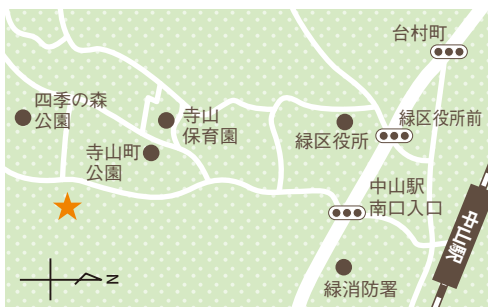 台村町
四季の森
公園
寺山
保育園
緑区役所前
緑区役所
寺山町
公園
中山駅
南口入口
中山駅
緑消防署
N